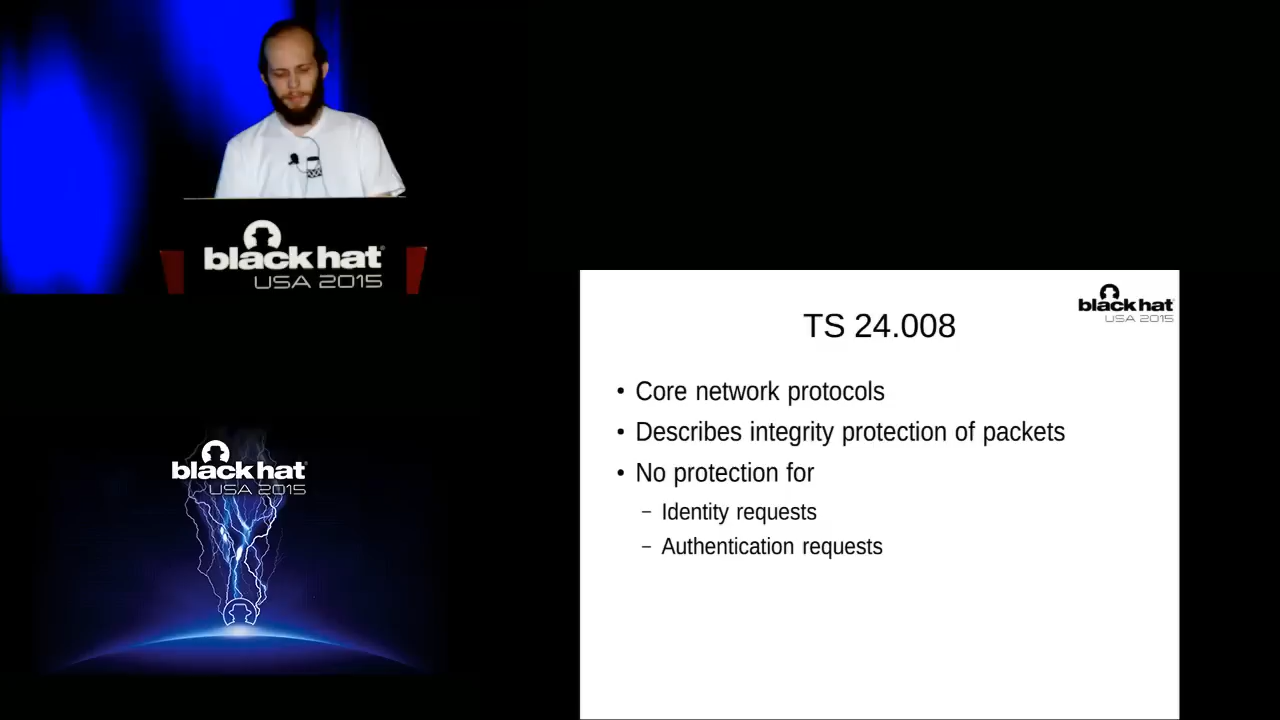 black hat
USA 2015
black hat
USA 2015
TS 24.008
• Core network protocols
• Describes integrity protection of packets
• No protection for
– Identity requests
– Authentication requests
black hat
USA 2015